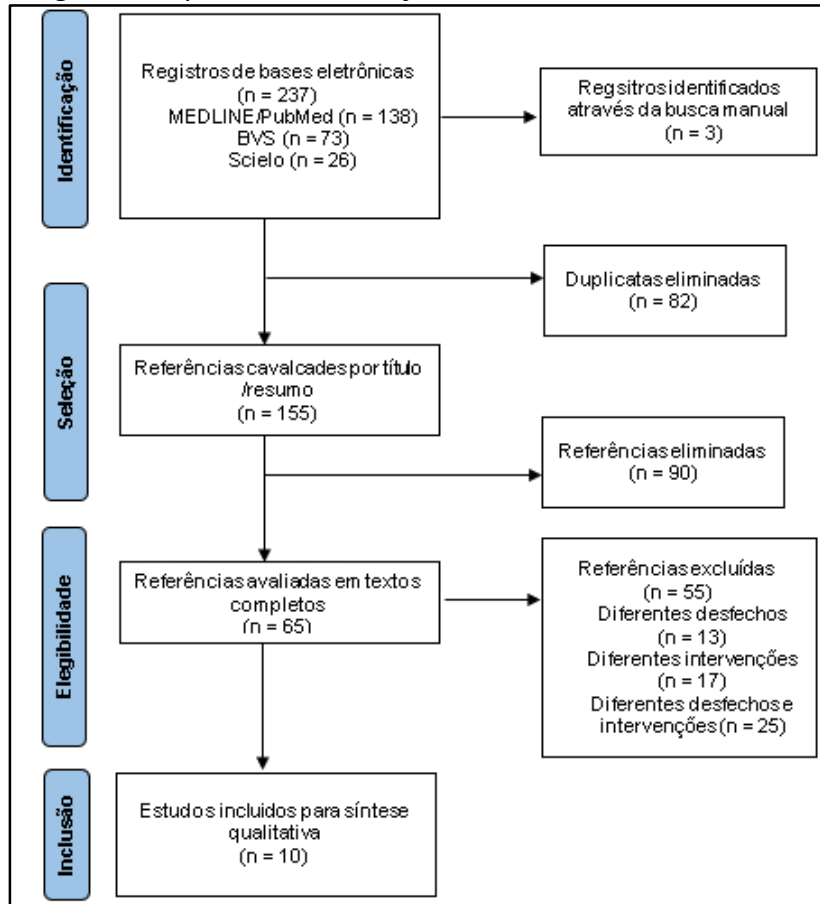 Identificação
Registros de bases eletrônicas
(n = 237)
MEDLINE/PubMed (n = 138)
BVS (n = 73)
Scielo (n = 26)
Regsitros identificados
através da busca manual
(n = 3)
Duplicatas eliminadas
(n = 82)
Seleção
Referências cavalcades por título
/resumo
(n = 155)
Referências eliminadas
(n = 90)
Elegibilidade
Referências avaliadas em textos
completos
(n = 65)
Referências excluídas
(n = 55)
Diferentes desfechos
(n = 13)
Diferentes intervenções
(n = 17)
Diferentes desfechos e
intervenções (n = 25)
Inclusão
Estudos incluidos para síntese
qualitativa
(n = 10)